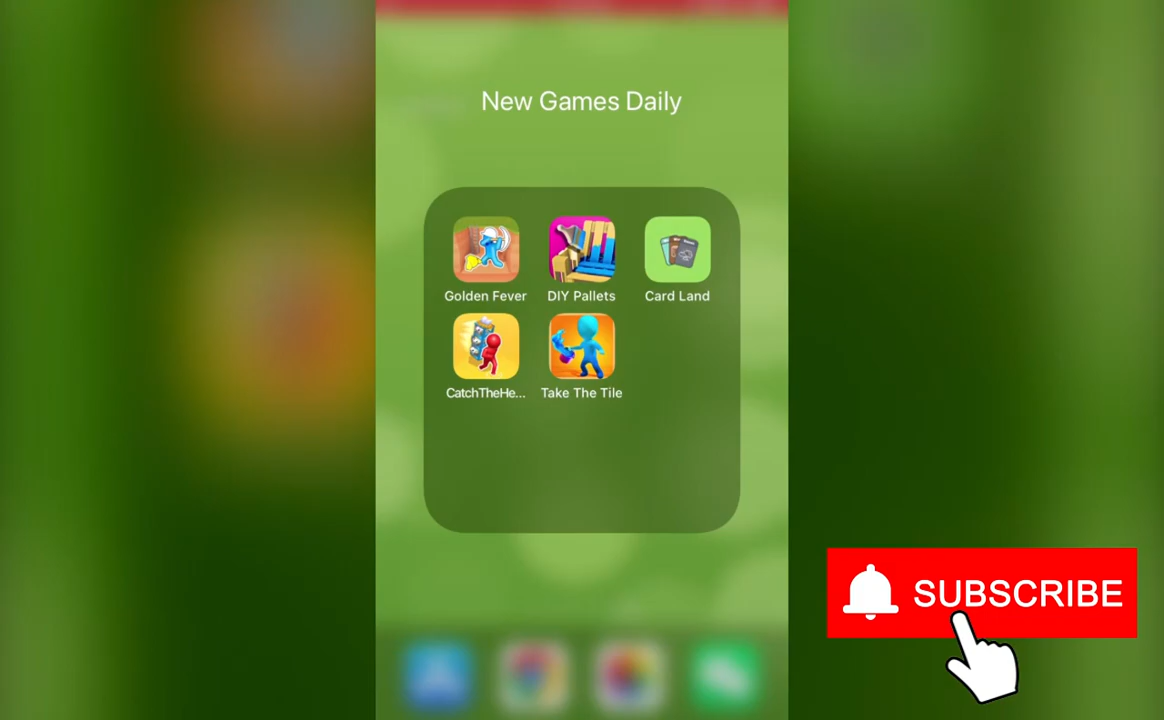 New Games Daily
Golden Fever
DIY Pallets
Card Land
CatchTheHe...
Take The Tile
SUBSCRIBE